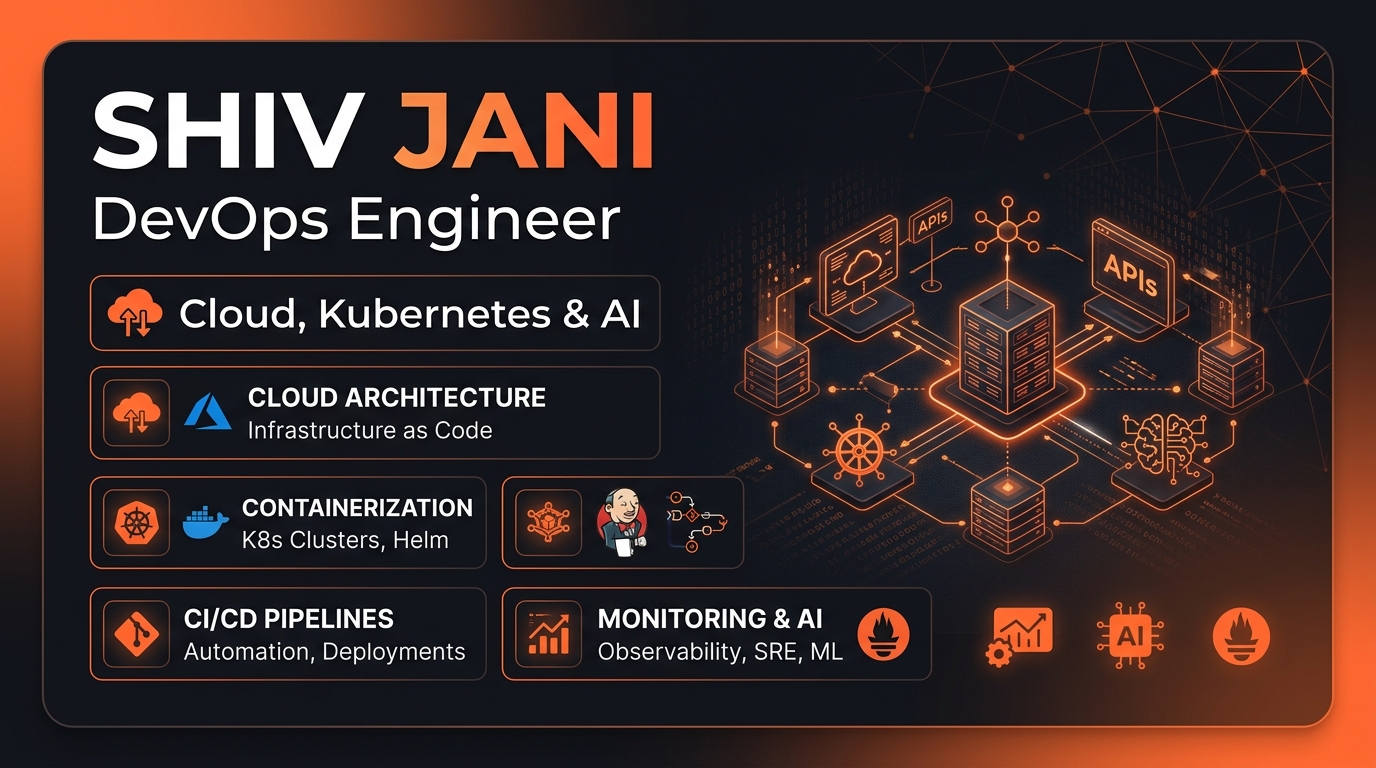 SHIV JANI
DevOps Engineer
Cloud, Kubernetes & AI
CLOUD ARCHITECTURE
Infrastructure as Code
CONTAINERIZATION
K8s Clusters, Helm
CI/CD PIPELINES
Automation, Deployments
MONITORING & AI
Observability, SRE, ML
APIs
APIs
AI